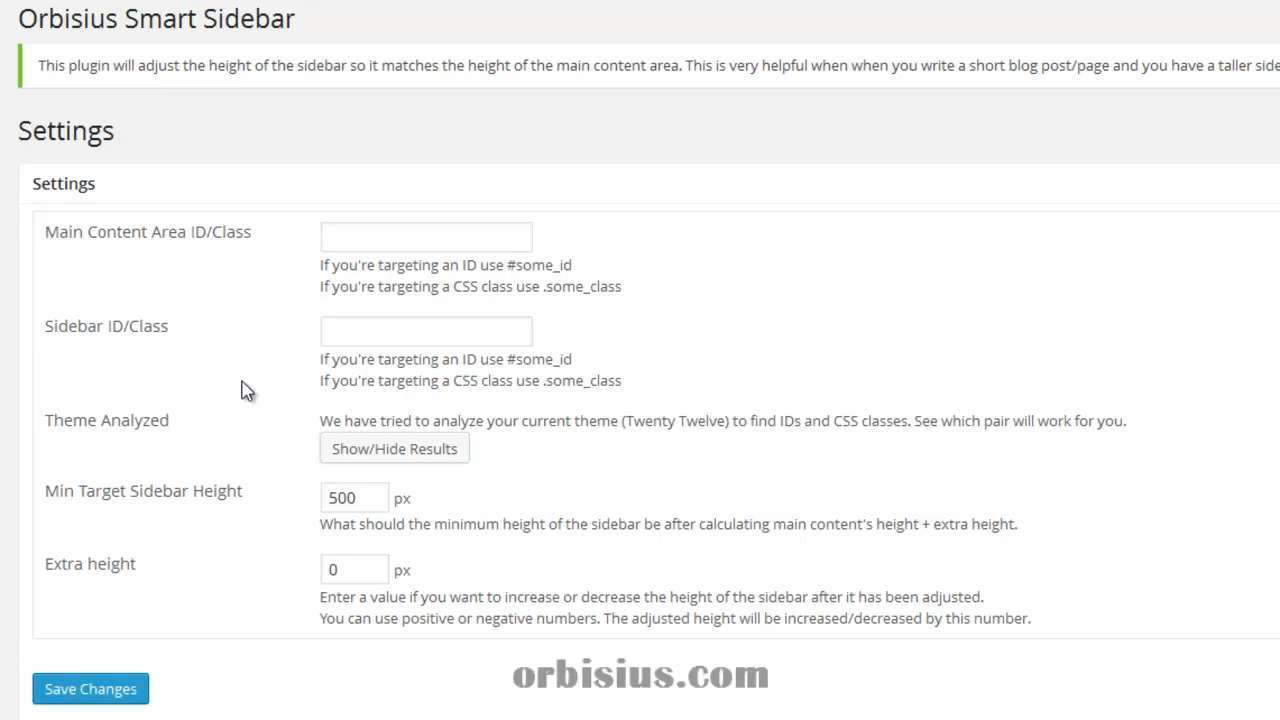 Orbisius Smart Sidebar
This plugin will adjust the height of the sidebar so it matches the height of the main content area. This is very helpful when when you write a short blog post/page and you have a taller side
Settings
Settings
Main Content Area ID/Class
If you're targeting an ID use #some_id
If you're targeting a CSS class use .some_class
Sidebar ID/Class
If you're targeting an ID use #some_id
If you're targeting a CSS class use .some_class
Theme Analyzed We have tried to analyze your current theme (Twenty Twelve) to find IDs and CSS classes. See which pair will work for you.
Show/Hide Results
Min Target Sidebar Height 500 px
What should the minimum height of the sidebar be after calculating main content's height + extra height.
Extra height 0 px
Enter a value if you want to increase or decrease the height of the sidebar after it has been adjusted.
You can use positive or negative numbers. The adjusted height will be increased/decreased by this number.
orbisius.com
Save Changes